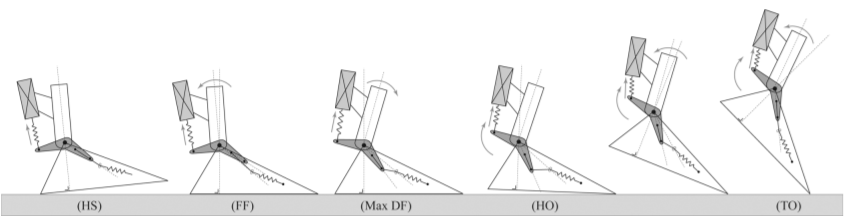 (HS) (FF) (Max DF) (HO) (TO)